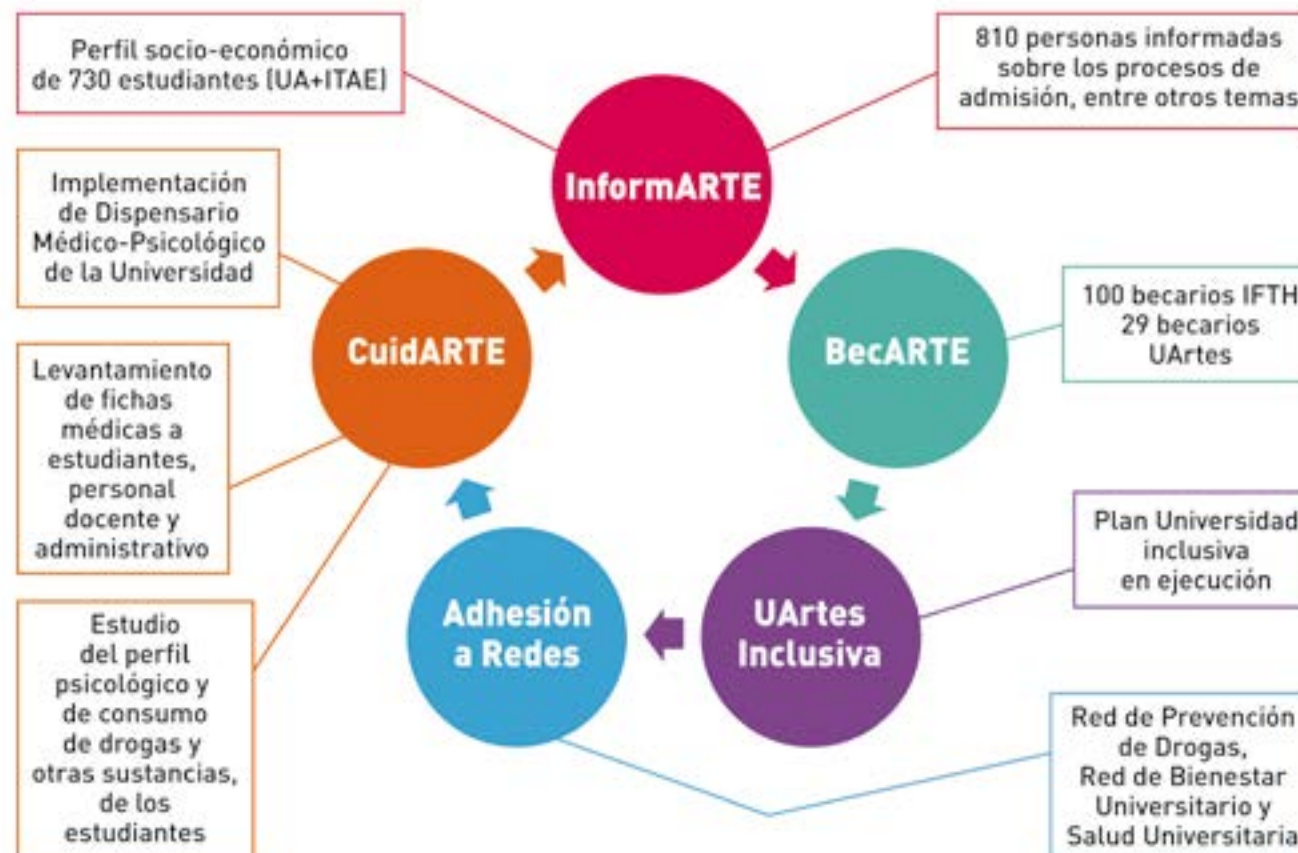 Perfil socio-económico
de 730 estudiantes (UA+ITAE)
810 personas informadas
sobre los procesos de
admisión, entre otros temas
InformARTE
Implementación
de Dispensario
Médico-Psicológico
de la Universidad
CuidARTE
BecARTE
100 becarios IFTH
29 becarios
UArtes
Levantamiento
de fichas
médicas a
estudiantes,
personal
docente y
administrativo
Plan Universidad
inclusiva
en ejecución
Adhesión
a Redes
UArtes
Inclusiva
Estudio
del perfil
psicológico y
de consumo
de drogas y
otras sustancias,
de los
estudiantes
Red de Prevención
de Drogas,
Red de Bienestar
Universitario y
Salud Universitaria